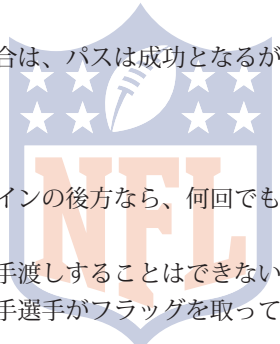 合は、パスは成功となるが
インの後方なら、何回でも
手渡しすることはできない
手選手がフラッグを取って
NFL